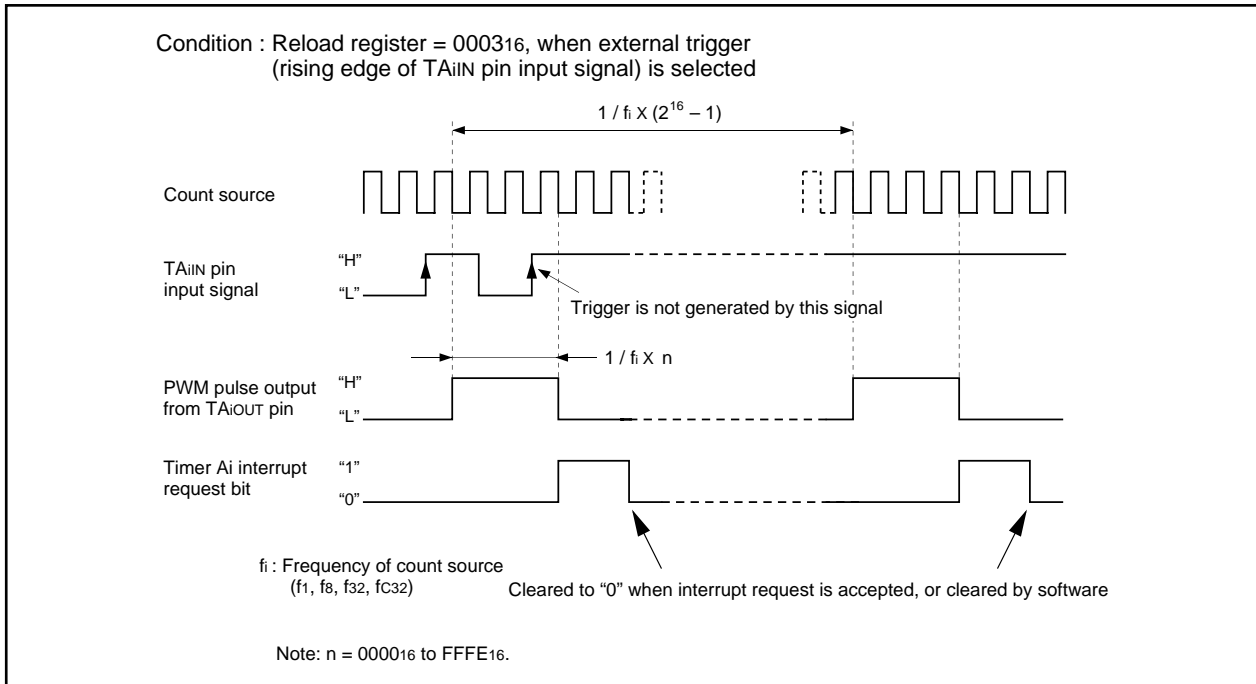 Condition : Reload register = 000316, when external trigger
(rising edge of TAiIN pin input signal) is selected
1 / fi X (2^16 – 1)
Count source
TAiIN pin
input signal
“H”
“L”
Trigger is not generated by this signal
1 / fi X n
PWM pulse output
from TAiOUT pin
“H”
“L”
Timer Ai interrupt
request bit
“1”
“0”
fi : Frequency of count source
(f1, f8, f32, fC32)
Cleared to “0” when interrupt request is accepted, or cleared by software
Note: n = 000016 to FFFE16.